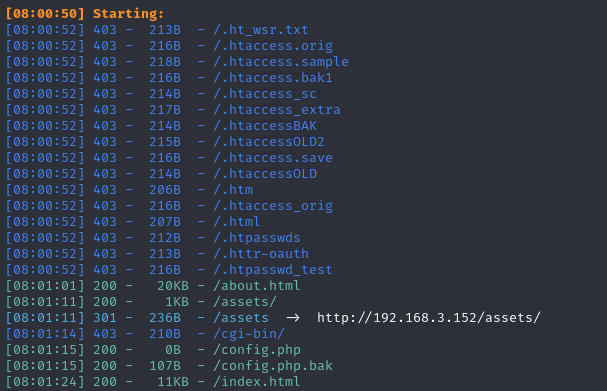 [08:00:50] Starting:
[08:00:52] 403 -  213B  - /.ht_wsr.txt
[08:00:52] 403 -  216B  - /.htaccess.orig
[08:00:52] 403 -  218B  - /.htaccess.sample
[08:00:52] 403 -  216B  - /.htaccess.bak1
[08:00:52] 403 -  214B  - /.htaccess_sc
[08:00:52] 403 -  217B  - /.htaccess_extra
[08:00:52] 403 -  214B  - /.htaccessBAK
[08:00:52] 403 -  215B  - /.htaccessOLD2
[08:00:52] 403 -  216B  - /.htaccess.save
[08:00:52] 403 -  214B  - /.htaccessOLD
[08:00:52] 403 -  206B  - /.htm
[08:00:52] 403 -  216B  - /.htaccess_orig
[08:00:52] 403 -  207B  - /.html
[08:00:52] 403 -  212B  - /.htpasswds
[08:00:52] 403 -  213B  - /.httr-oauth
[08:00:52] 403 -  216B  - /.htpasswd_test
[08:01:01] 200 -   20KB - /about.html
[08:01:11] 200 -    1KB - /assets/
[08:01:11] 301 -  236B  - /assets  →  http://192.168.3.152/assets/
[08:01:14] 403 -  210B  - /cgi-bin/
[08:01:15] 200 -    0B  - /config.php
[08:01:15] 200 -  107B  - /config.php.bak
[08:01:24] 200 -   11KB - /index.html